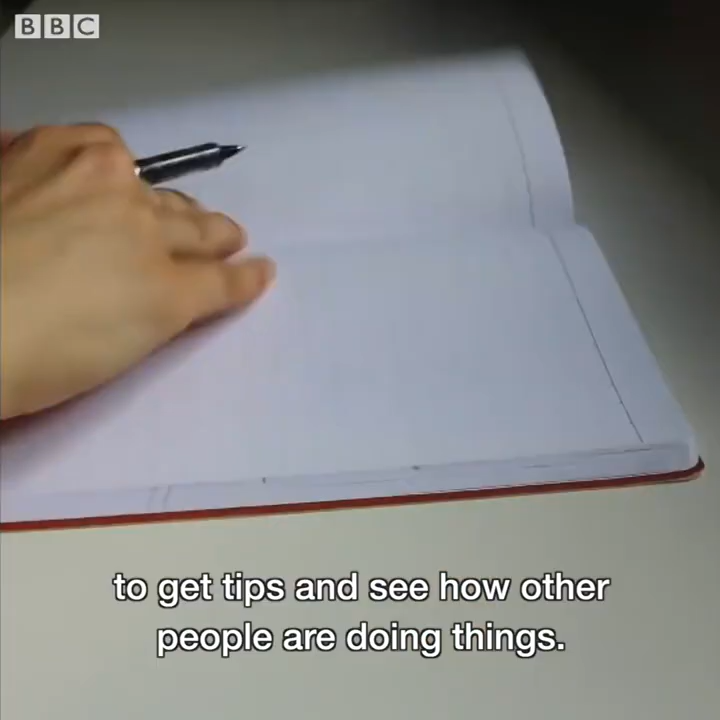 BBC
to get tips and see how other
people are doing things.